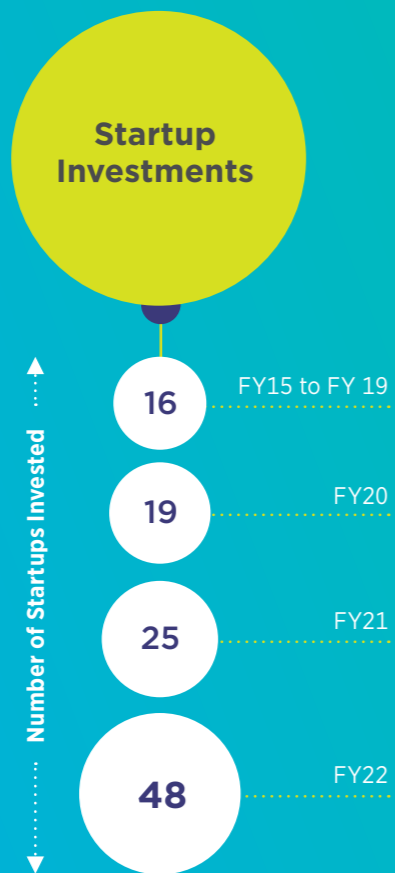 Startup
Investments
Number of Startups Invested
16
FY15 to FY 19
19
FY20
25
FY21
48
FY22